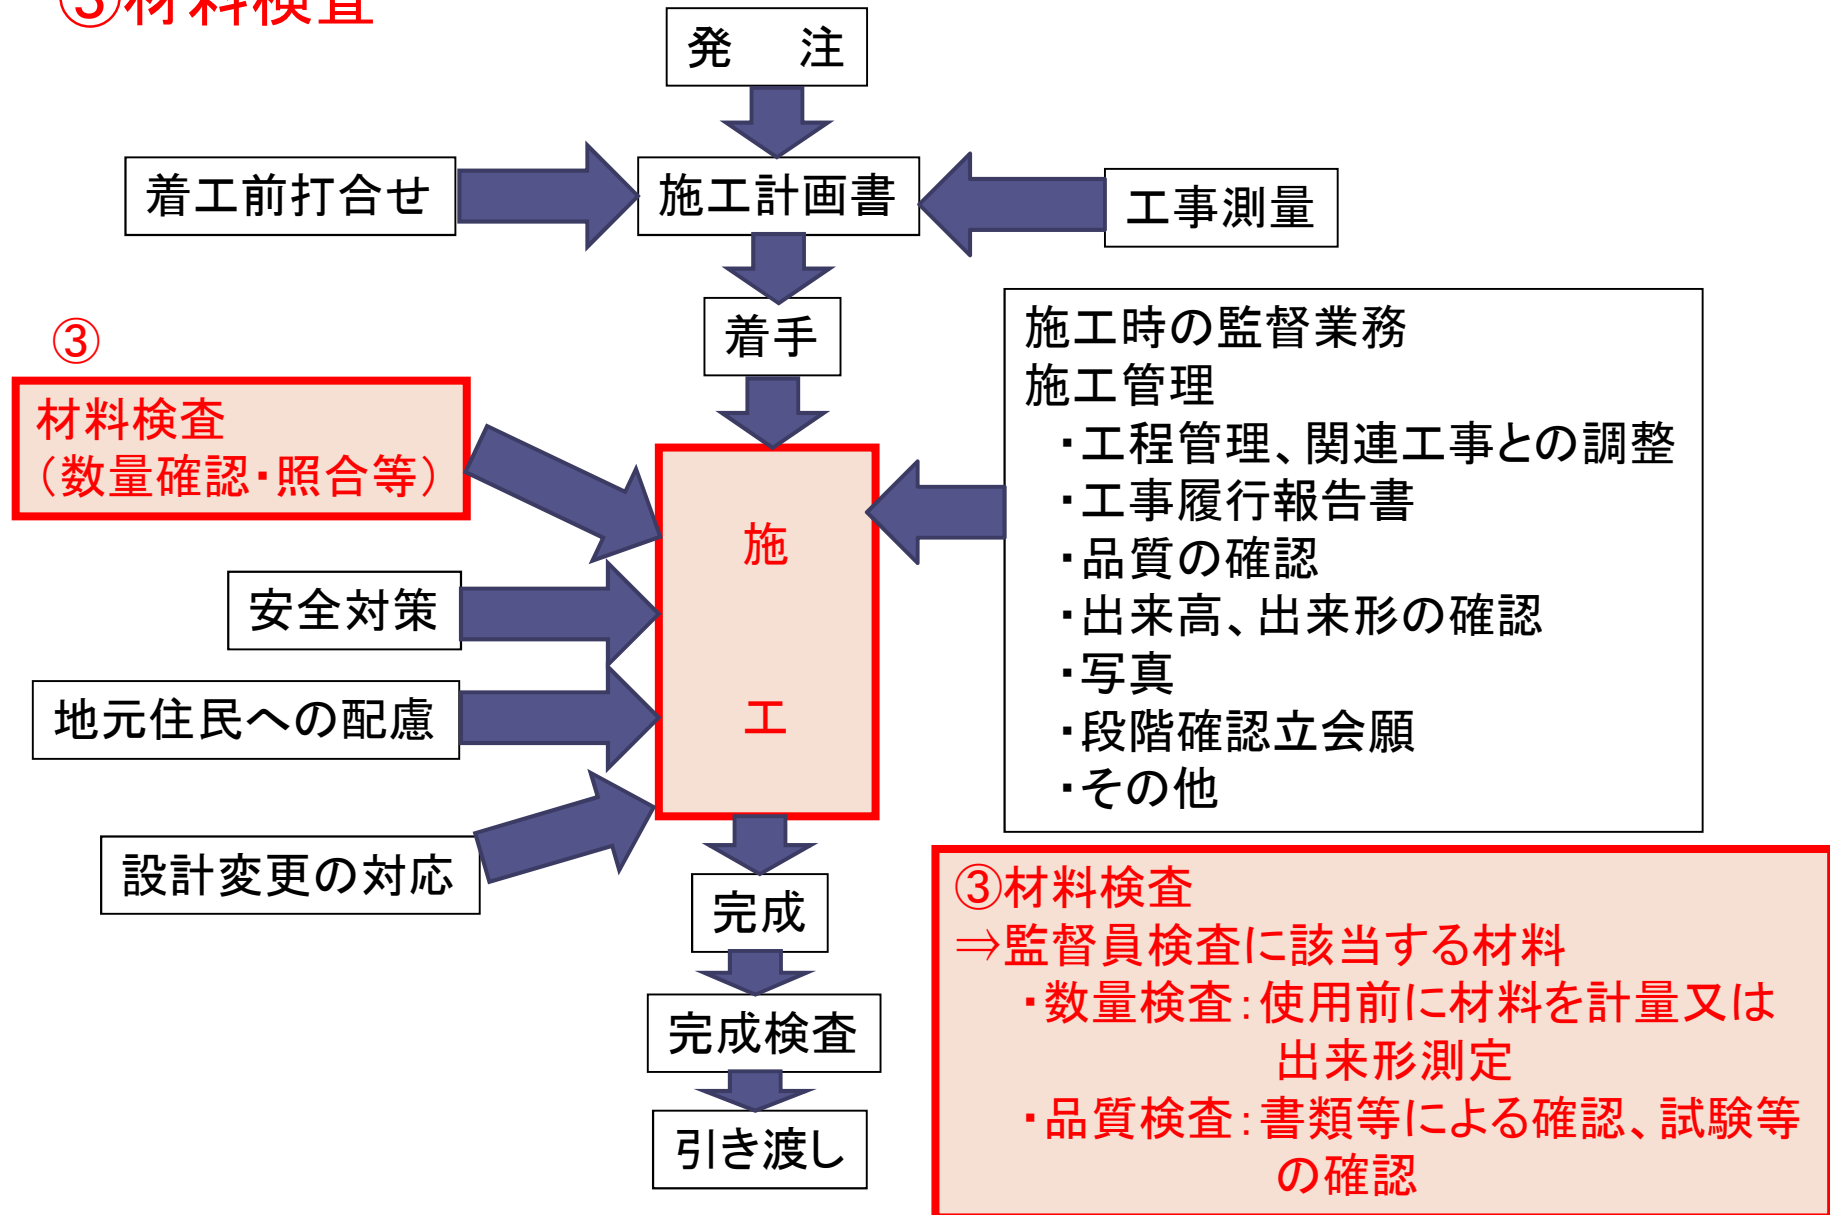 ③材料検査
発　注
着工前打合せ
施工計画書
工事測量
着手
③
材料検査
（数量確認・照合等）
施
工
安全対策
地元住民への配慮
設計変更の対応
施工時の監督業務
施工管理
・工程管理、関連工事との調整
・工事履行報告書
・品質の確認
・出来高、出来形の確認
・写真
・段階確認立会願
・その他
完成
完成検査
引き渡し
③材料検査
⇒監督員検査に該当する材料
・数量検査：使用前に材料を計量又は
出来形測定
・品質検査：書類等による確認、試験等
の確認